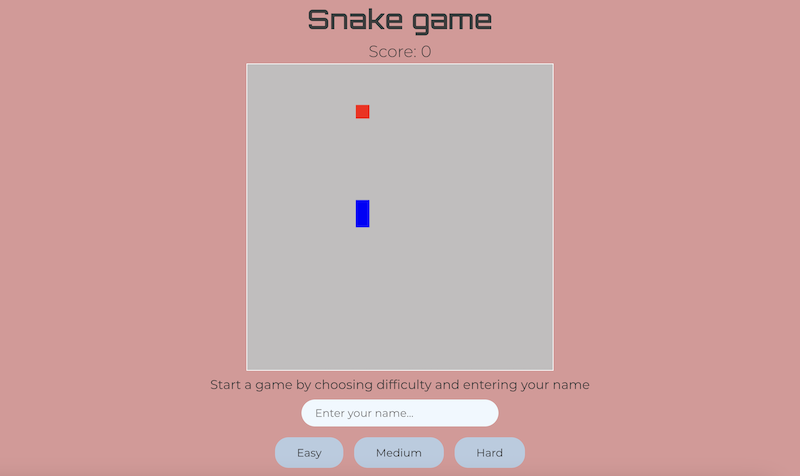 Snake game
Score: 0
Start a game by choosing difficulty and entering your name
Enter your name...
Easy Medium Hard